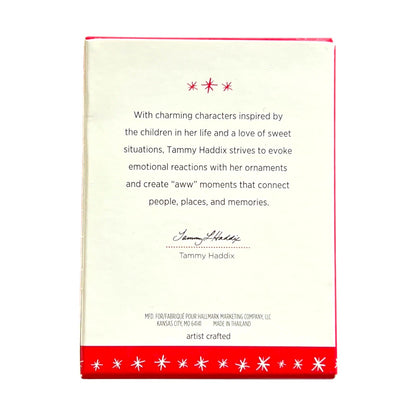 With charming characters inspired by
the children in her life and a love of sweet
situations, Tammy Haddix strives to evoke
emotional reactions with her ornaments
and create "aww" moments that connect
people, places, and memories.
Tammy L Haddix
Tammy Haddix
MFD. FOR/FABRIQUÉ POUR HALLMARK MARKETING COMPANY, LLC
KANSAS CITY, MO 64141 MADE IN THAILAND
artist crafted